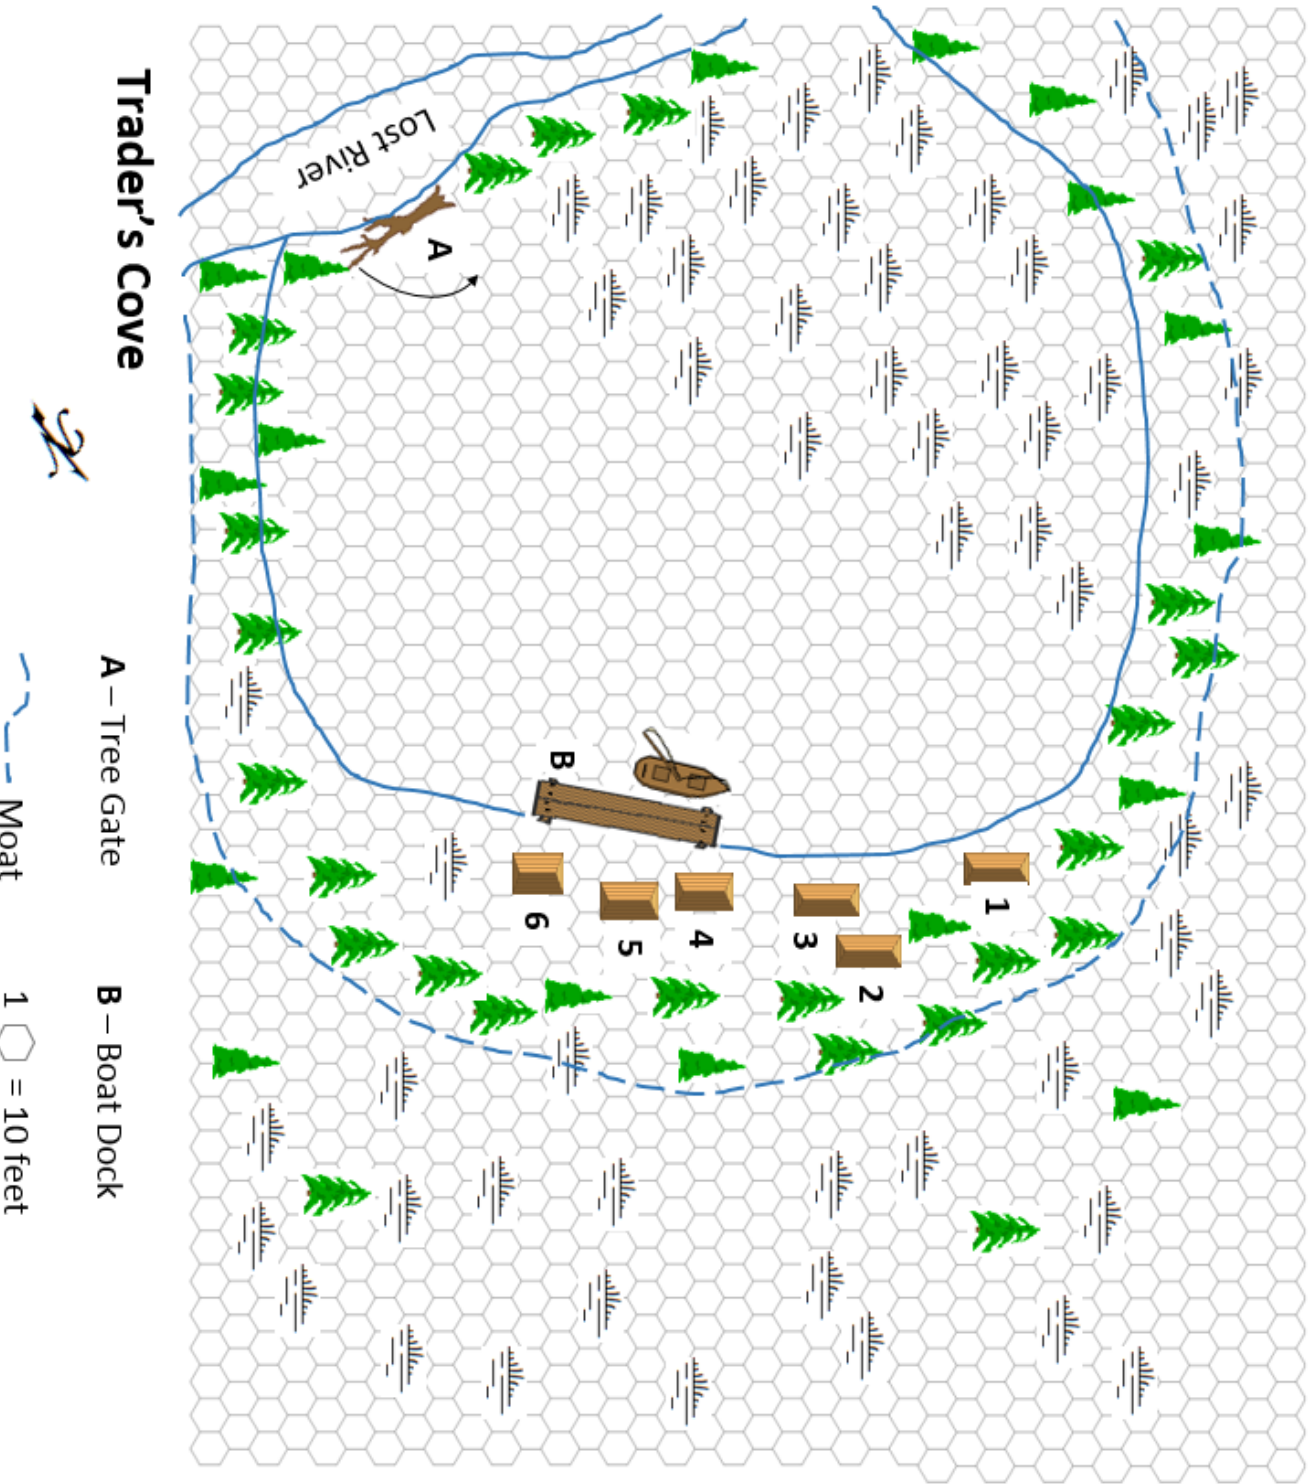 Trader's Cove
Lost River
A
B
1
2
3
4
5
6
A – Tree Gate
B – Boat Dock
Moat
1 = 10 feet